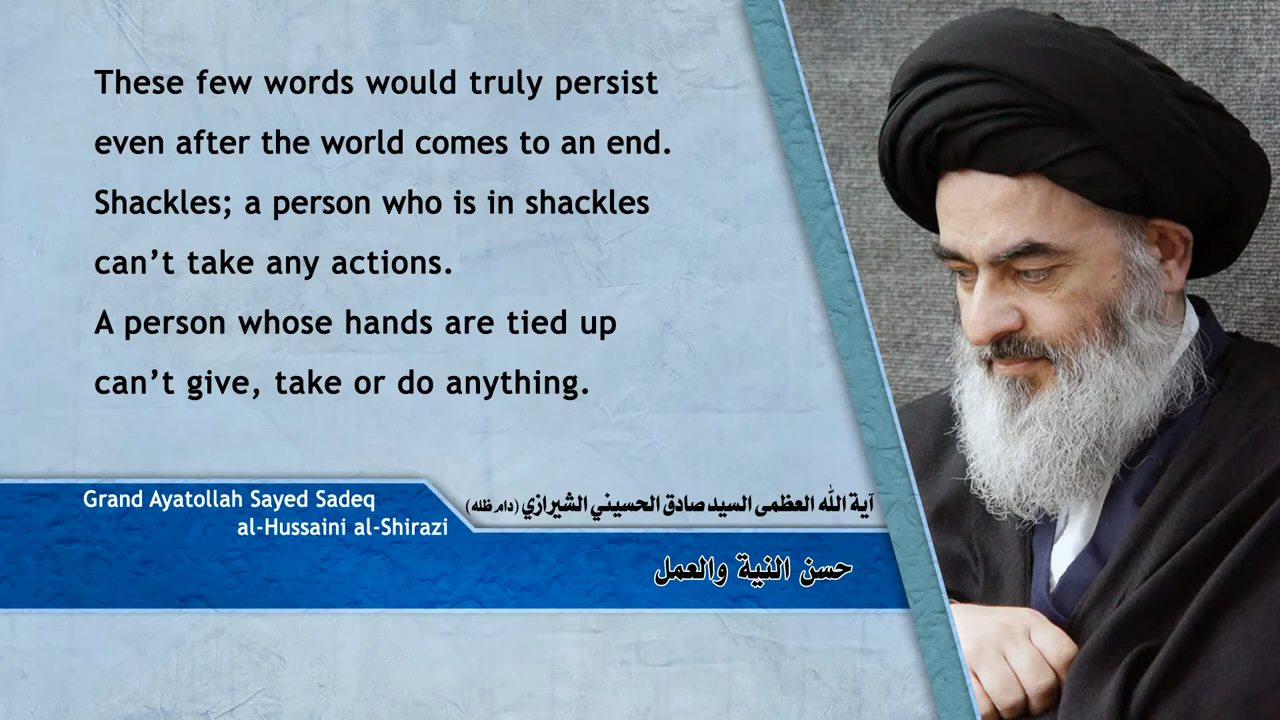 These few words would truly persist
even after the world comes to an end.
Shackles; a person who is in shackles
can’t take any actions.
A person whose hands are tied up
can’t give, take or do anything.
Grand Ayatollah Sayed Sadeq
al-Hussaini al-Shirazi
آية الله العظمى السيد صادق الحسيني الشيرازي (دام ظله)
حسن النية والعمل